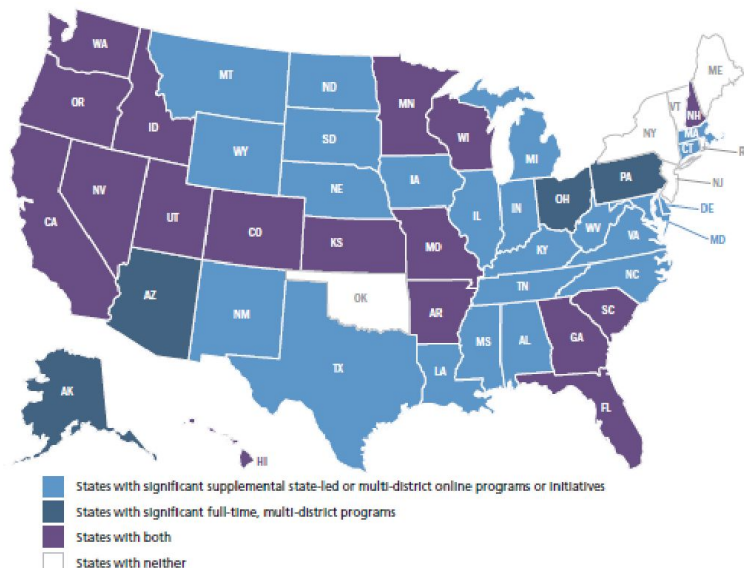 WA
ME
MT
ND
VT
OR
MN
NH
ID
WI
NY
MA
SD
CT
R
WY
MI
PA
NJ
IA
NE
OH
DE
NV
IL
IN
UT
WV
MD
CO
VA
CA
KS
MO
KY
NC
TN
AZ
OK
NM
AR
SC
MS
AL
GA
TX
LA
AK
FL
HI
States with significant supplemental state-led or multi-district online programs or initiatives
States with significant full-time, multi-district programs
States with both
States with neither